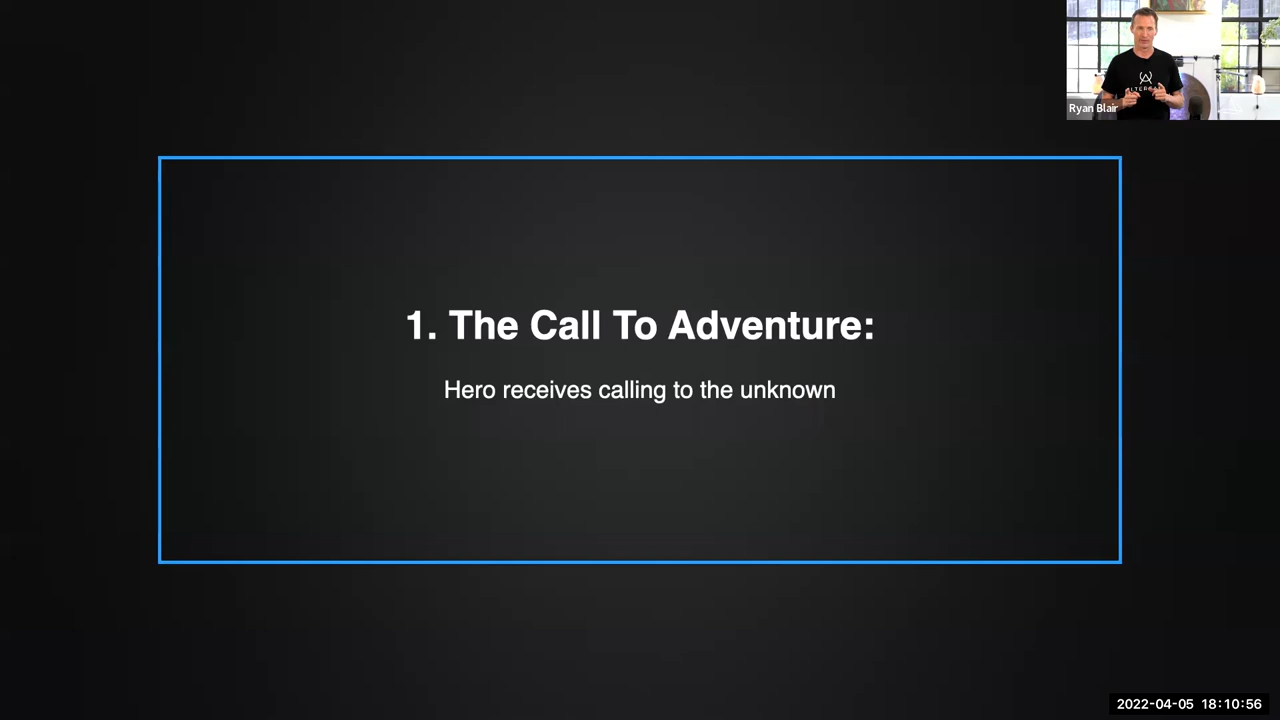 Ryan Blair
1. The Call To Adventure:
Hero receives calling to the unknown
2022-04-05 18:10:56